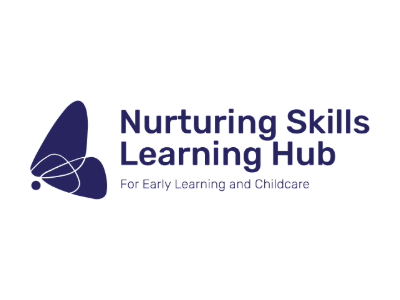 Nurturing Skills
Learning Hub
For Early Learning and Childcare